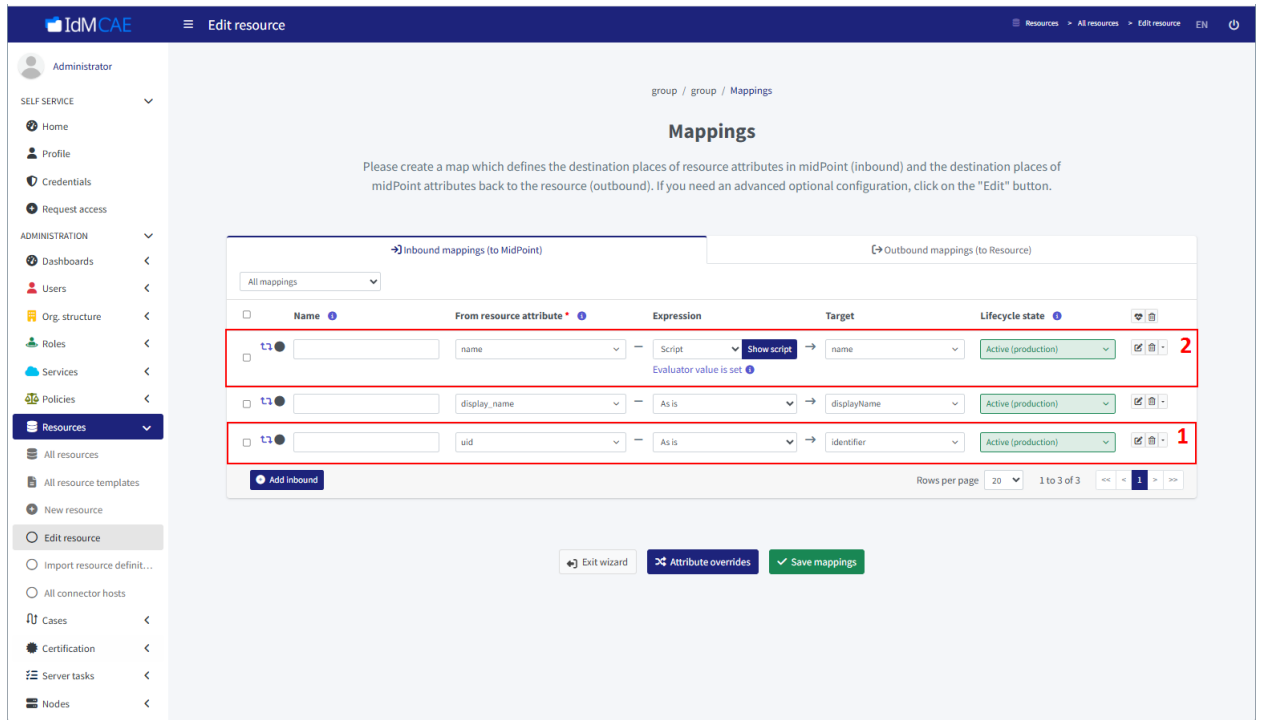 IdMCAE
Edit resource
Resources > All resources > Edit resource EN
Administrator
SELF SERVICE
Home
Profile
Credentials
Request access
ADMINISTRATION
Dashboards
Users
Org. structure
Roles
Services
Policies
Resources
All resources
All resource templates
New resource
Edit resource
Import resource definit...
All connector hosts
Cases
Certification
Server tasks
Nodes
group / group / Mappings
Mappings
Please create a map which defines the destination places of resource attributes in midPoint (inbound) and the destination places of
midPoint attributes back to the resource (outbound). If you need an advanced optional configuration, click on the "Edit" button.
Inbound mappings (to MidPoint)
Outbound mappings (to Resource)
All mappings
Name From resource attribute * Expression Target Lifecycle state
name Script Show script name Active (production) 2
Evaluator value is set
display_name As is displayName Active (production)
uid As is identifier Active (production) 1
Add inbound
Rows per page 20 1 to 3 of 3 << < 1 > >>
Exit wizard Attribute overrides Save mappings